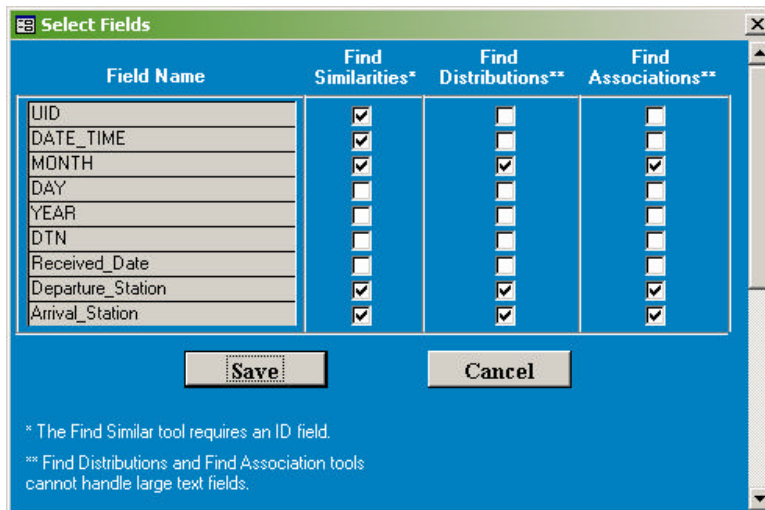 Select Fields
Field Name
Find Similarities*
Find Distributions**
Find Associations**
UID
DATE_TIME
MONTH
DAY
YEAR
DTN
Received_Date
Departure_Station
Arrival_Station
Save Cancel
* The Find Similar tool requires an ID field.
** Find Distributions and Find Association tools
cannot handle large text fields.